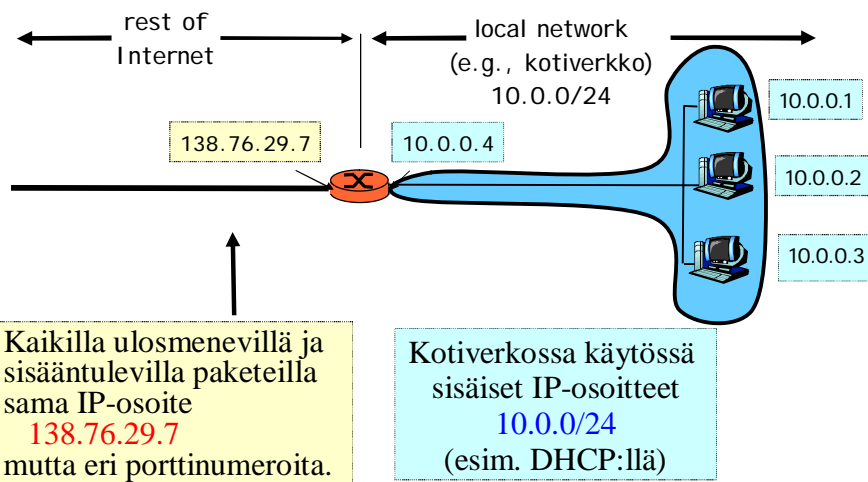 rest of
Internet
local network
(e.g., kotiverkko)
10.0.0/24
138.76.29.7
10.0.0.4
10.0.0.1
10.0.0.2
10.0.0.3
Kaikilla ulosmenevillä ja
sisääntulevilla paketeilla
sama IP-osoite
138.76.29.7
mutta eri porttinumeroita.
Kotiverkossa käytössä
sisäiset IP-osoitteet
10.0.0/24
(esim. DHCP:llä)